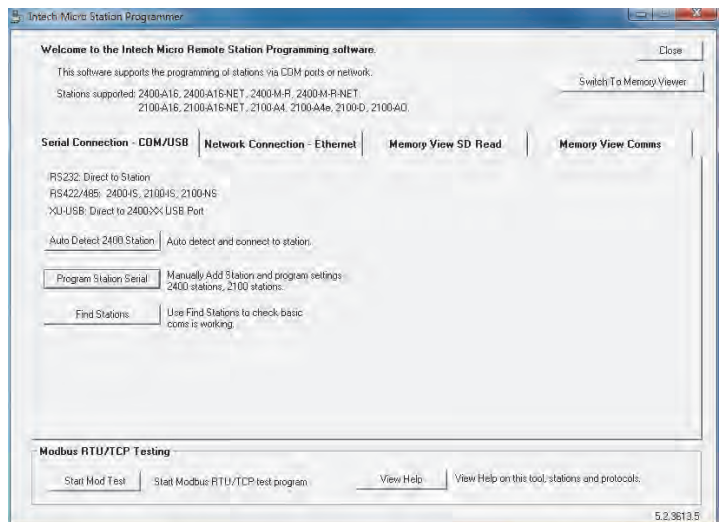 Intech Micro Station Programmer
Welcome to the Intech Micro Remote Station Programming software.
Close
This software supports the programming of stations via COM ports or network.
Switch To Memory Viewer
Stations supported: 2400-A16, 2400-A16-NET, 2400-M-R, 2400-M-R-NET.
2100-A16, 2100-A16-NET, 2100-A4, 2100-A4e, 2100-D, 2100-AO.
Serial Connection - COM/USB
Network Connection - Ethernet
Memory View SD Read
Memory View Comms
RS232: Direct to Station
RS422/485: 2400-IS, 2100-IS, 2100-NS
XU-USB: Direct to 2400-XX USB Port
Auto Detect 2400 Station
Auto detect and connect to station.
Program Station Serial
Manually Add Station and program settings
2400 stations, 2100 stations.
Find Stations
Use Find Stations to check basic
coms is working.
Modbus RTU/TCP Testing
Start Mod Test
Start Modbus RTU/TCP test program
View Help
View Help on this tool, stations and protocols.
5.2.3613.5